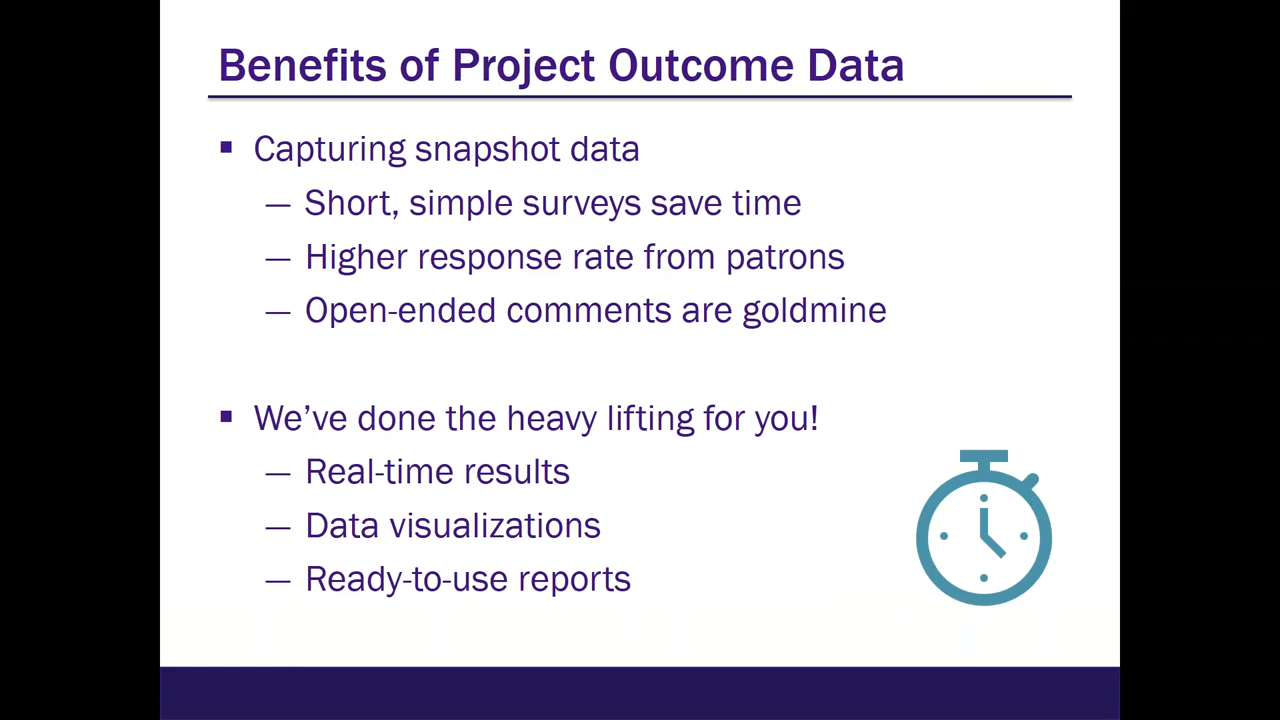 Benefits of Project Outcome Data
▪ Capturing snapshot data
— Short, simple surveys save time
— Higher response rate from patrons
— Open-ended comments are goldmine
▪ We’ve done the heavy lifting for you!
— Real-time results
— Data visualizations
— Ready-to-use reports